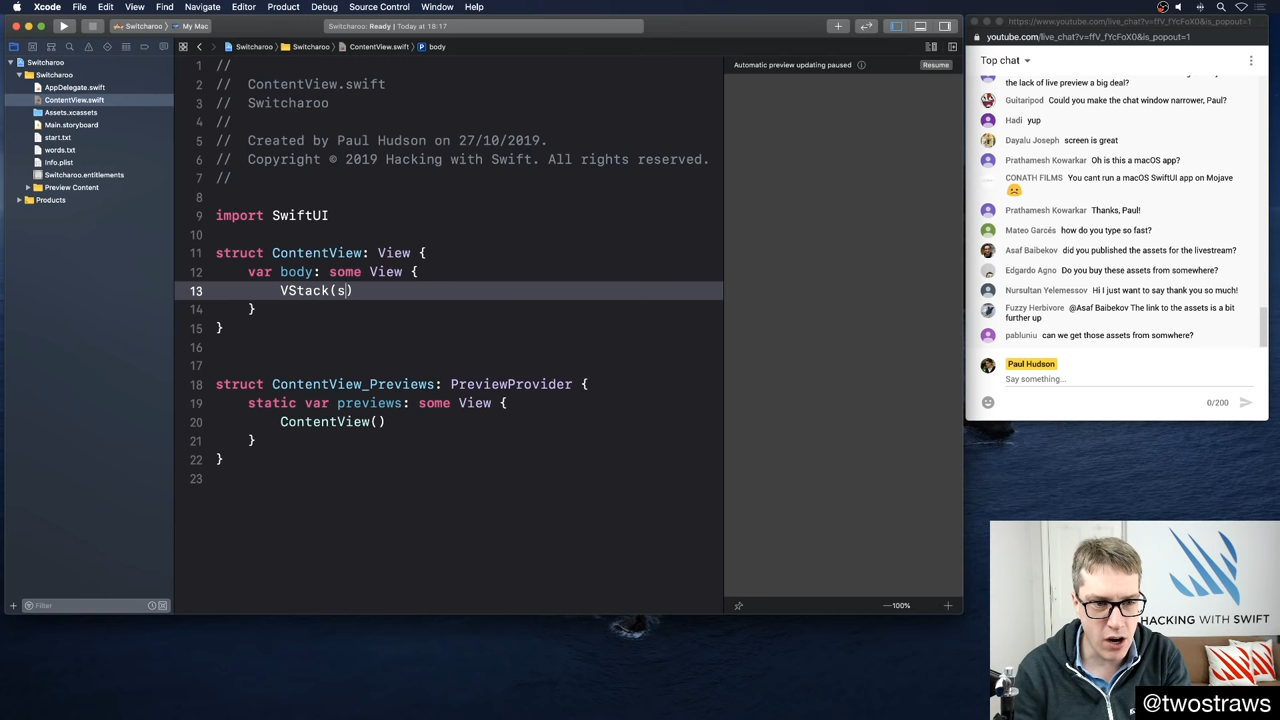 Xcode File Edit View Find Navigate Editor Product Debug Source Control Window Help
Switcharoo My Mac
Switcharoo: Ready | Today at 18:17
Switcharoo Switcharoo ContentView.swift P body
Switcharoo
Switcharoo
AppDelegate.swift
ContentView.swift
Assets.xcassets
Main.storyboard
start.txt
words.txt
Info.plist
Switcharoo.entitlements
Preview Content
Products
Filter
1 //
2 // ContentView.swift
3 // Switcharoo
4 //
5 // Created by Paul Hudson on 27/10/2019.
6 // Copyright © 2019 Hacking with Swift. All rights reserved.
7 //
8
9 import SwiftUI
10
11 struct ContentView: View {
12 var body: some View {
13 VStack(s)
14 }
15 }
16
17
18 struct ContentView_Previews: PreviewProvider {
19 static var previews: some View {
20 ContentView()
21 }
22 }
23
Automatic preview updating paused Resume
100%
https://www.youtube.com/live_chat?v=ffV_fYcFoX0&is_popout=1
youtube.com/live_chat?v=ffV_fYcFoX0&is_popout=1
Top chat
the lack of live preview a big deal?
Guitaripod Could you make the chat window narrower, Paul?
Hadi yup
Dayalu Joseph screen is great
Prathamesh Kowarkar Oh is this a macOS app?
CONATH FILMS You cant run a macOS SwiftUI app on Mojave
Prathamesh Kowarkar Thanks, Paul!
Mateo Garcés how do you type so fast?
Asaf Baibekov did you published the assets for the livestream?
Edgardo Agno Do you buy these assets from somewhere?
Nursultan Yelemessov Hi I just want to say thank you so much!
Fuzzy Herbivore @Asaf Baibekov The link to the assets is a bit
further up
pabluniu can we get those assets from somwhere?
Paul Hudson
Say something...
0/200
HACKING WITH SWIFT
@twostraws